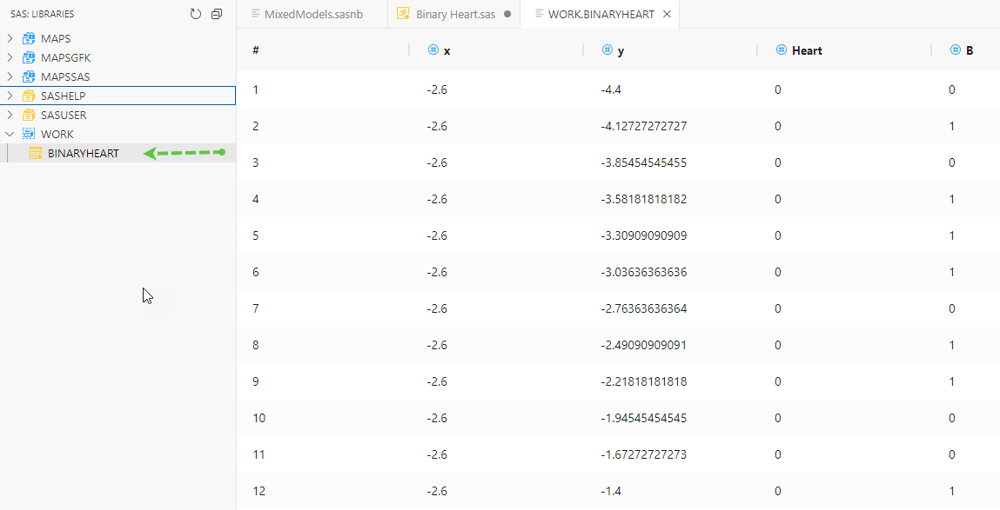 SAS: LIBRARIES
MAPS
MAPSGFK
MAPSSAS
SASHELP
SASUSER
WORK
BINARYHEART
MixedModels.sasnb Binary Heart.sas WORK.BINARYHEART
# x y Heart B
1 -2.6 -4.4 0 0
2 -2.6 -4.12727272727 0 1
3 -2.6 -3.85454545455 0 0
4 -2.6 -3.58181818182 0 1
5 -2.6 -3.30909090909 0 1
6 -2.6 -3.03636363636 0 1
7 -2.6 -2.76363636364 0 0
8 -2.6 -2.49090909091 0 1
9 -2.6 -2.21818181818 0 1
10 -2.6 -1.94545454545 0 0
11 -2.6 -1.67272727273 0 0
12 -2.6 -1.4 0 1